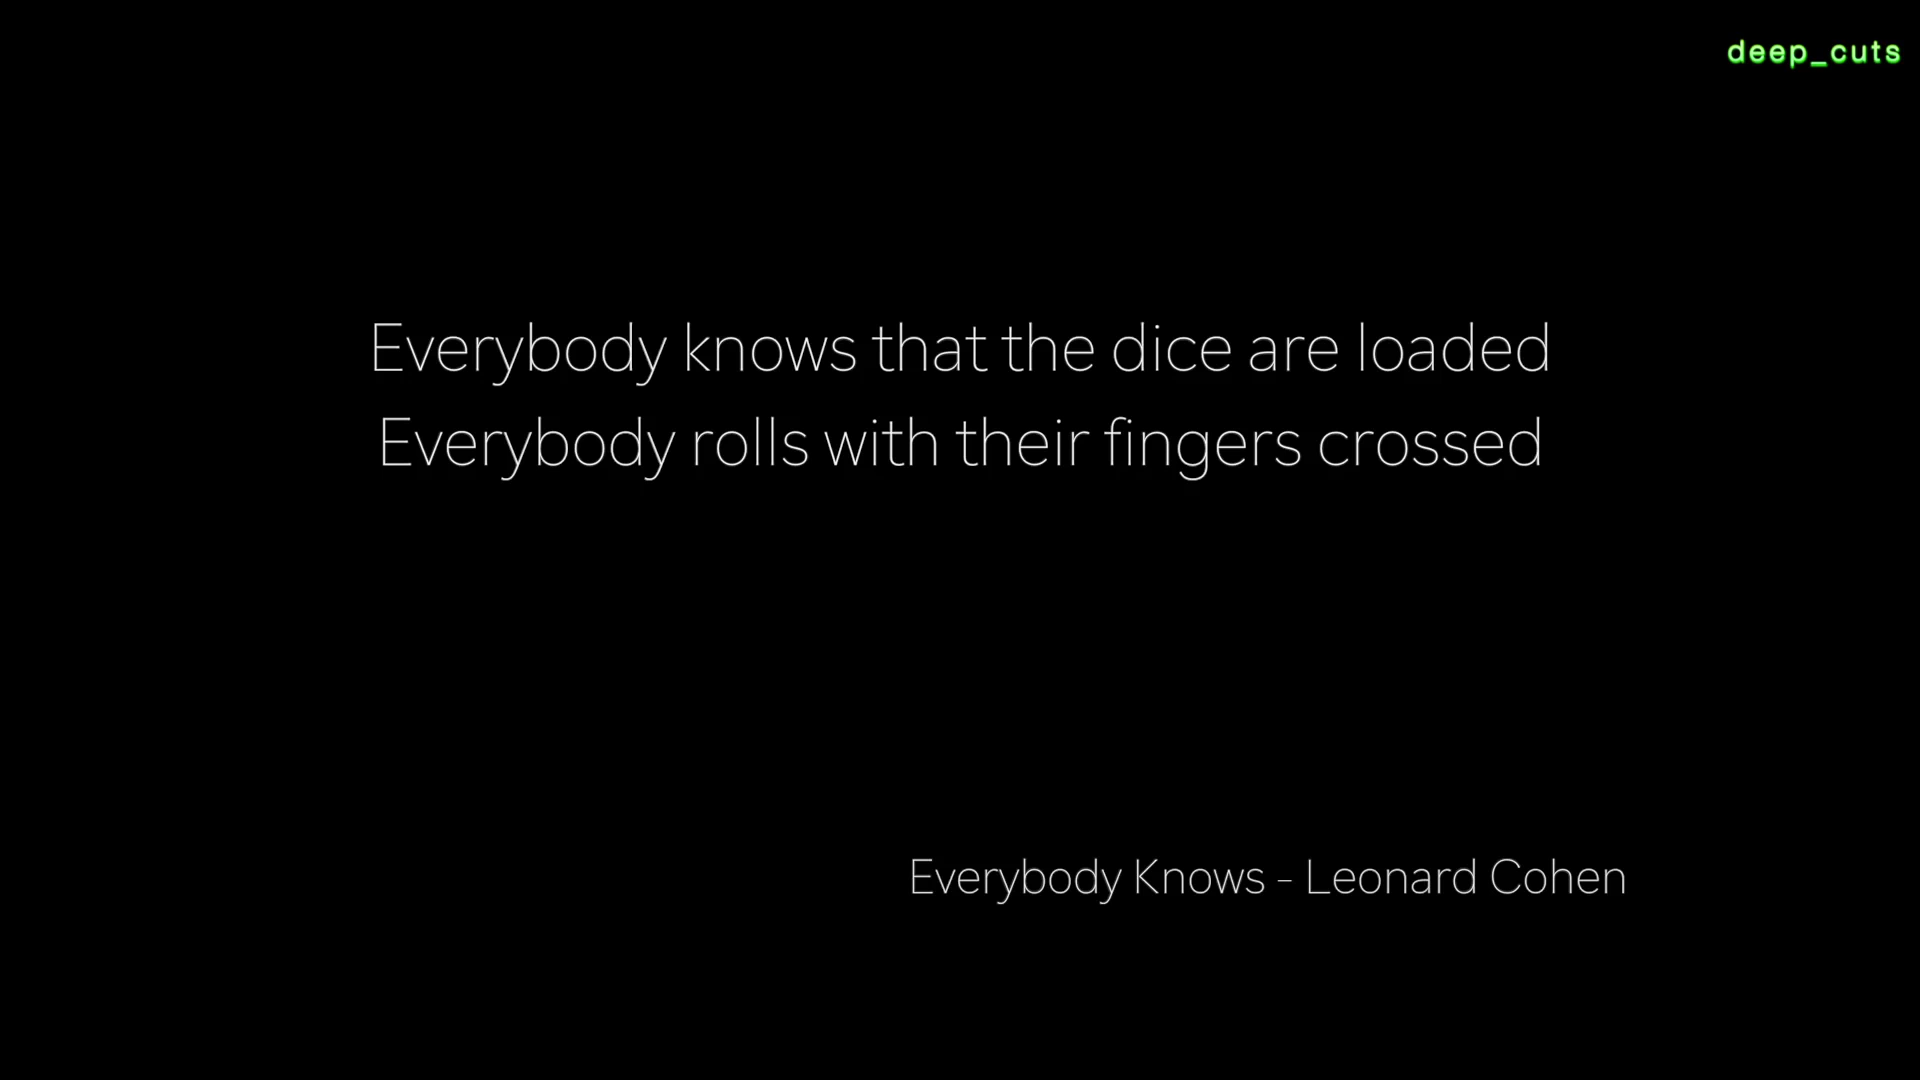 deep_cuts
Everybody knows that the dice are loaded
Everybody rolls with their fingers crossed
Everybody Knows - Leonard Cohen